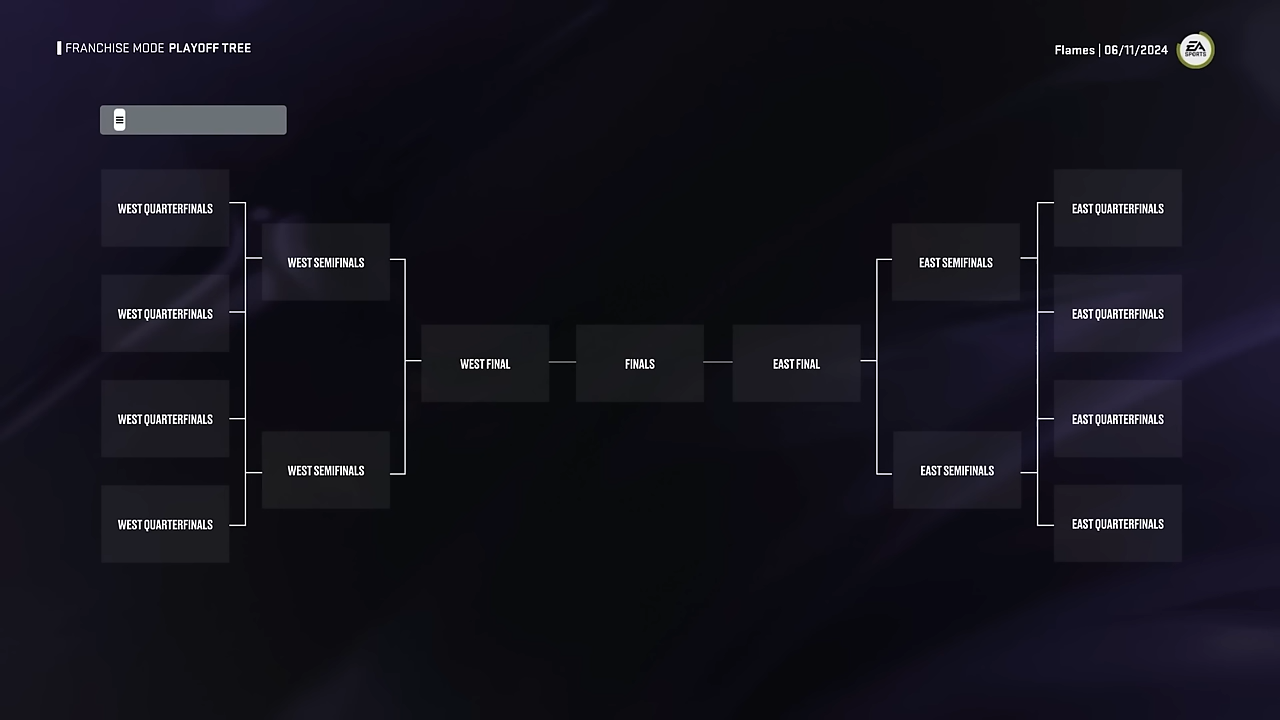 FRANCHISE MODE PLAYOFF TREE
Flames | 06/11/2024
EA
SPORTS
WEST QUARTERFINALS
EAST QUARTERFINALS
WEST SEMIFINALS
EAST SEMIFINALS
WEST QUARTERFINALS
EAST QUARTERFINALS
WEST FINAL
FINALS
EAST FINAL
WEST QUARTERFINALS
EAST QUARTERFINALS
WEST SEMIFINALS
EAST SEMIFINALS
WEST QUARTERFINALS
EAST QUARTERFINALS